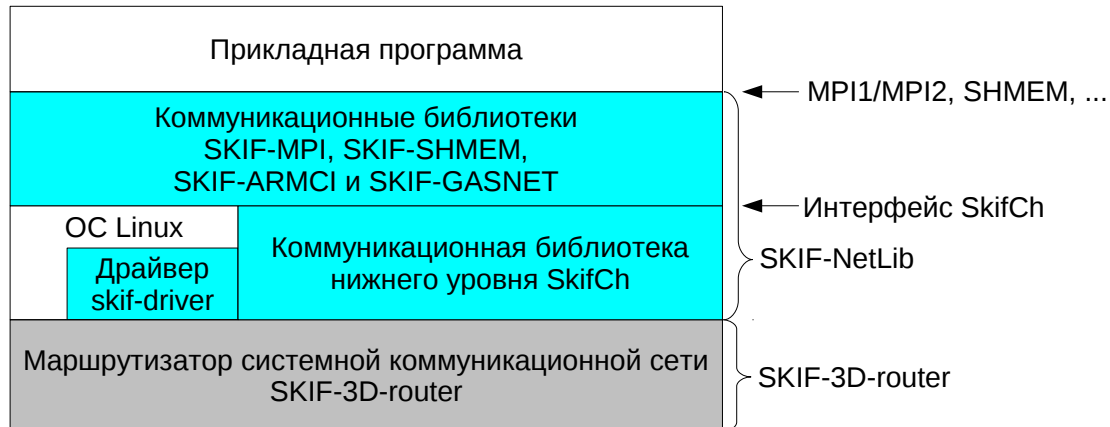 Прикладная программа
MPI1/MPI2, SHMEM, ...
Коммуникационные библиотеки
SKIF-MPI, SKIF-SHMEM,
SKIF-ARMCI и SKIF-GASNET
Интерфейс SkifCh
ОС Linux
Драйвер
skif-driver
Коммуникационная библиотека
нижнего уровня SkifCh
SKIF-NetLib
Маршрутизатор системной коммуникационной сети
SKIF-3D-router
SKIF-3D-router